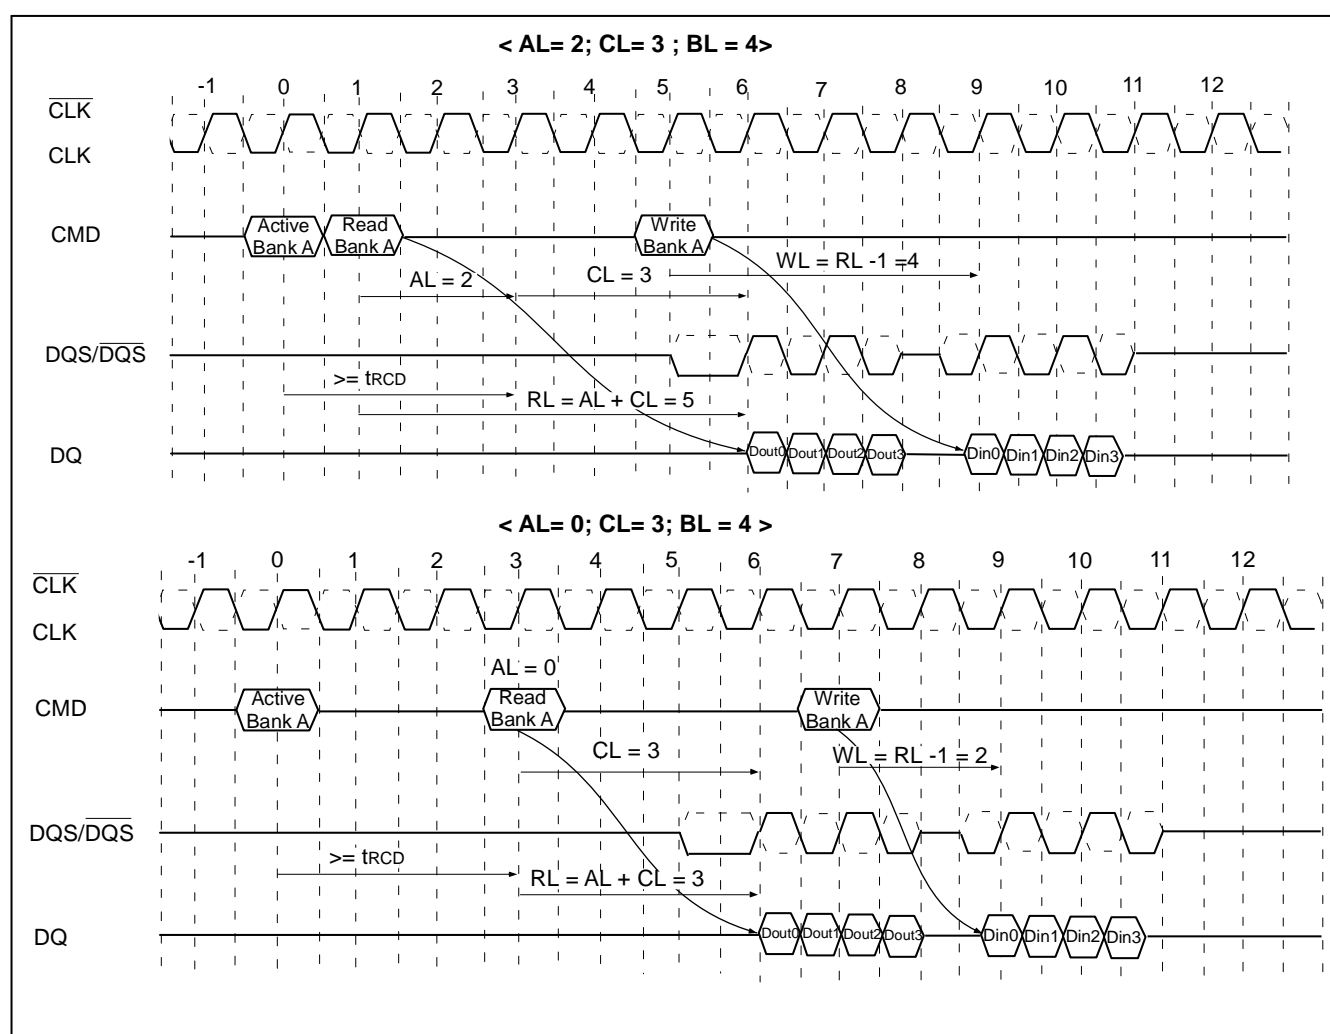 < AL= 2; CL= 3 ; BL = 4>
-1 0 1 2 3 4 5 6 7 8 9 10 11 12
CLK
CLK
CMD
Active Bank A
Read Bank A
Write Bank A
AL = 2
CL = 3
WL = RL -1 =4
DQS/DQS
>= tRCD
RL = AL + CL = 5
DQ
Dout0 Dout1 Dout2 Dout3 Din0 Din1 Din2 Din3
< AL= 0; CL= 3; BL = 4 >
-1 0 1 2 3 4 5 6 7 8 9 10 11 12
CLK
CLK
AL = 0
CMD
Active Bank A
Read Bank A
Write Bank A
CL = 3
WL = RL -1 = 2
DQS/DQS
>= tRCD
RL = AL + CL = 3
DQ
Dout0 Dout1 Dout2 Dout3 Din0 Din1 Din2 Din3